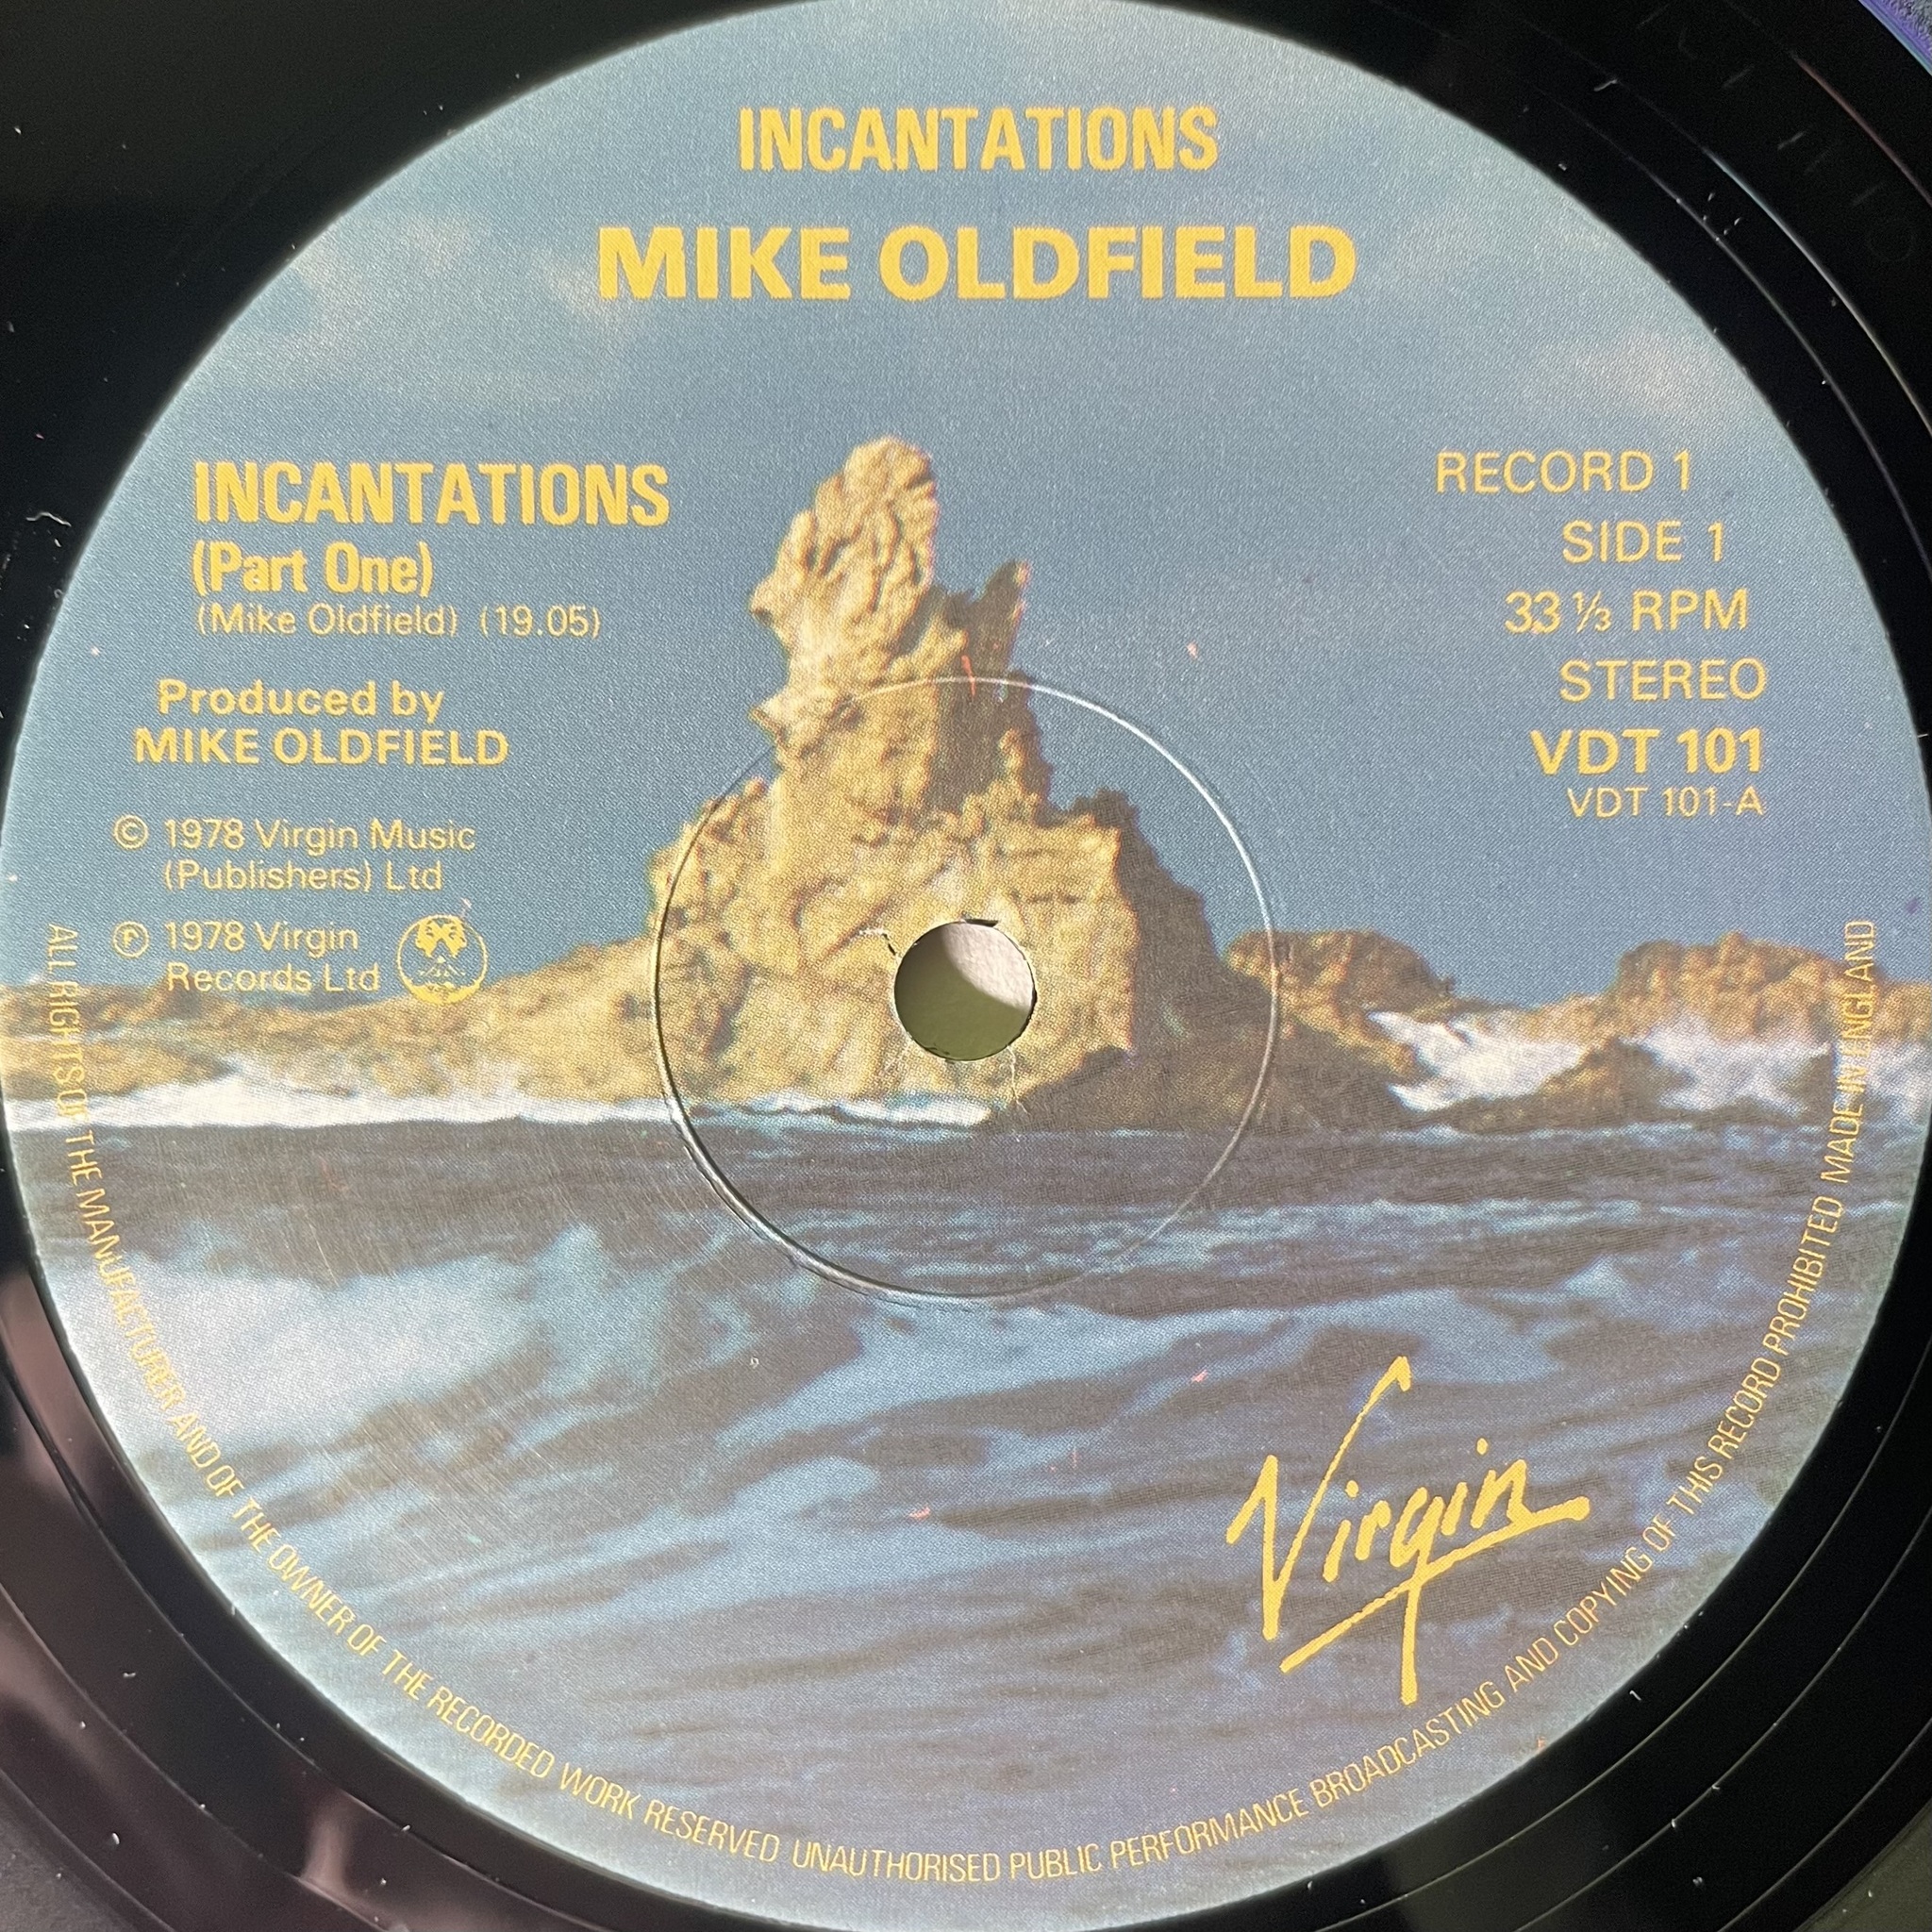 INCANTATIONS
MIKE OLDFIELD
INCANTATIONS
(Part One)
(Mike Oldfield) (19.05)
Produced by
MIKE OLDFIELD
© 1978 Virgin Music
(Publishers) Ltd
℗ 1978 Virgin
Records Ltd
RECORD 1
SIDE 1
33 ⅓ RPM
STEREO
VDT 101
VDT 101-A
Virgin
ALL RIGHTS OF THE MANUFACTURER AND OF THE OWNER OF THE RECORDED WORK RESERVED UNAUTHORISED PUBLIC PERFORMANCE BROADCASTING AND COPYING OF THIS RECORD PROHIBITED MADE IN ENGLAND